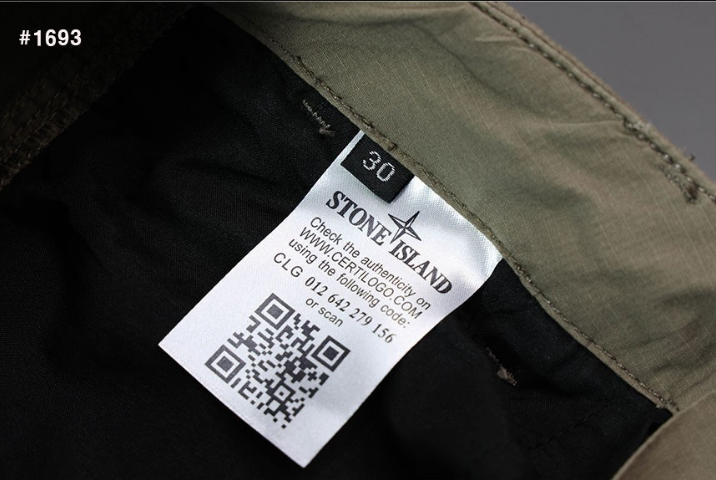 #1693
30
STONE ISLAND
Check the authenticity on
WWW.CERTILOGO.COM
using the following code:
CLG 012 642 279 156
or scan